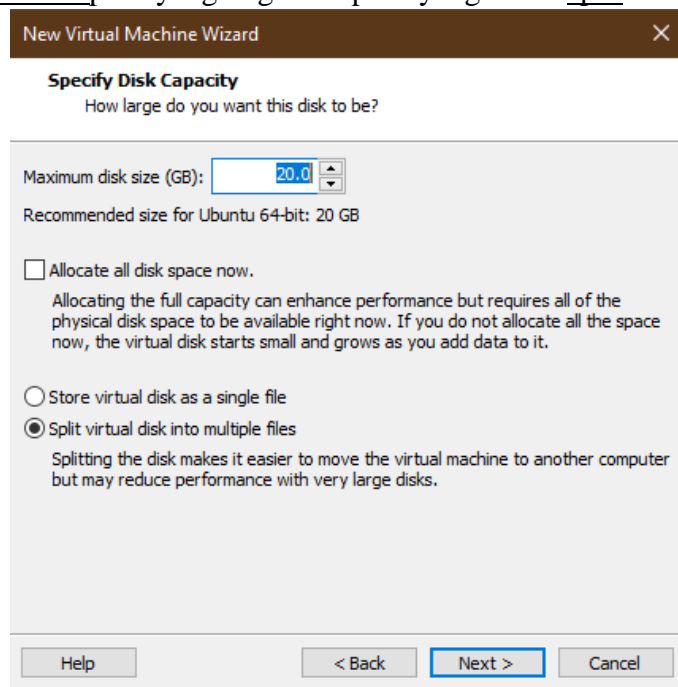 New Virtual Machine Wizard
Specify Disk Capacity
How large do you want this disk to be?
Maximum disk size (GB): 20.0
Recommended size for Ubuntu 64-bit: 20 GB
Allocate all disk space now.
Allocating the full capacity can enhance performance but requires all of the
physical disk space to be available right now. If you do not allocate all the space
now, the virtual disk starts small and grows as you add data to it.
Store virtual disk as a single file
Split virtual disk into multiple files
Splitting the disk makes it easier to move the virtual machine to another computer
but may reduce performance with very large disks.
Help < Back Next > Cancel